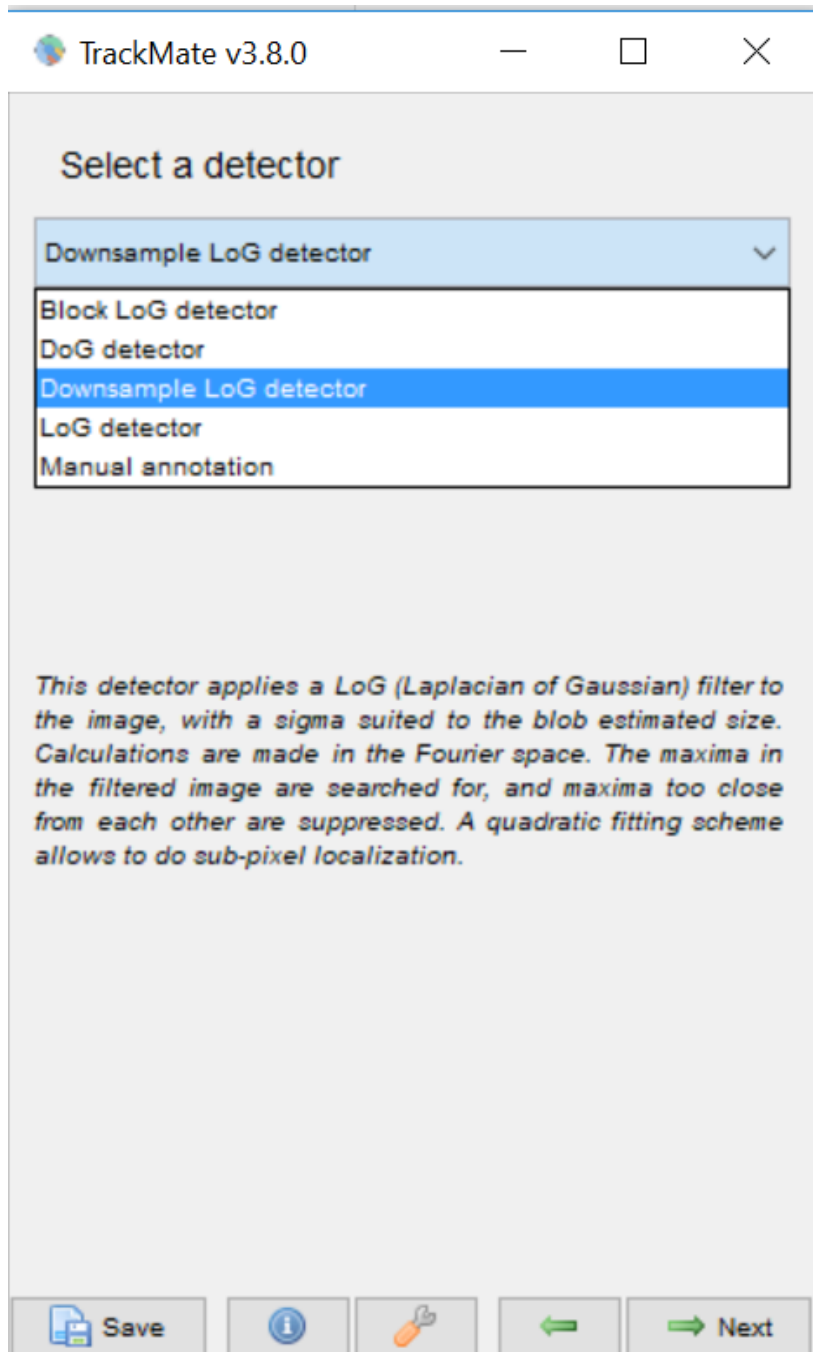 TrackMate v3.8.0
Select a detector
Downsample LoG detector
Block LoG detector
DoG detector
Downsample LoG detector
LoG detector
Manual annotation
This detector applies a LoG (Laplacian of Gaussian) filter to
the image, with a sigma suited to the blob estimated size.
Calculations are made in the Fourier space. The maxima in
the filtered image are searched for, and maxima too close
from each other are suppressed. A quadratic fitting scheme
allows to do sub-pixel localization.
Save
Next